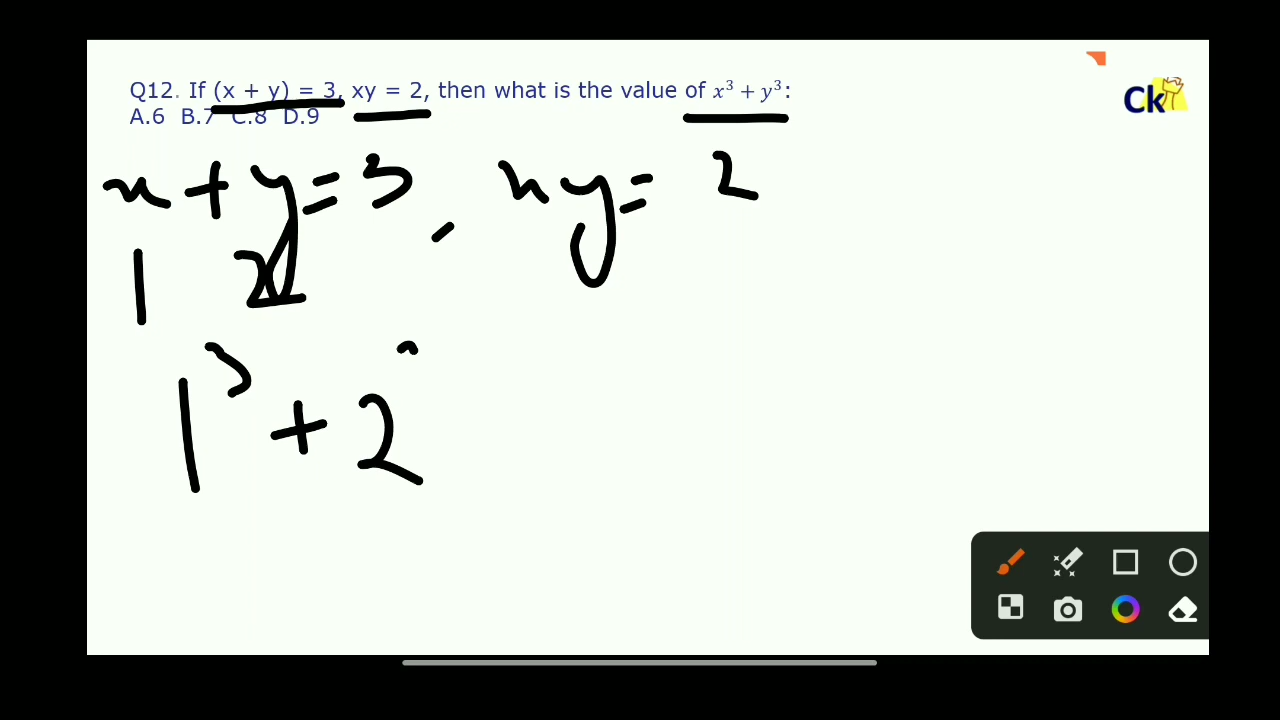 Q12. If (x + y) = 3, xy = 2, then what is the value of x³ + y³:
A.6 B.7 C.8 D.9
Ck
x + y = 3, xy = 2
1 2
1³ + 2